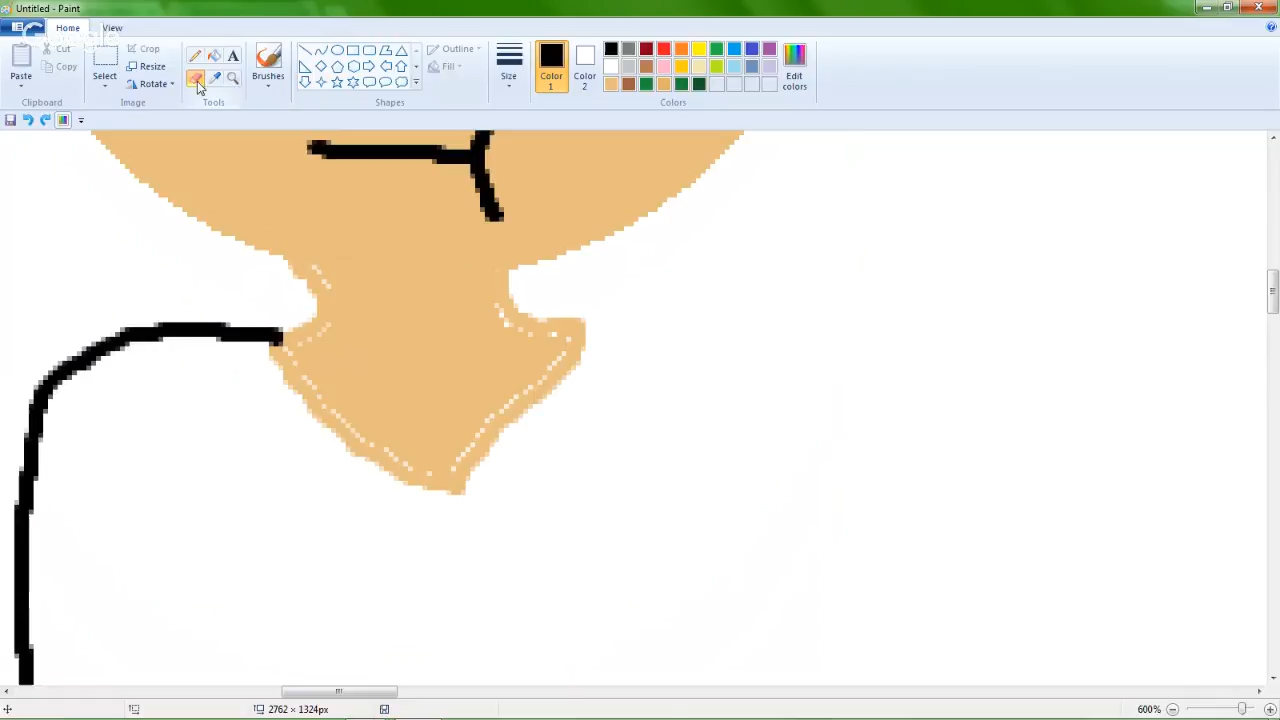 Untitled - Paint
Home View
Cut
Copy
Paste
Clipboard
Select
Crop
Resize
Rotate
Image
A
Tools
Brushes
Outline
Fill
Shapes
Size
Color 1
Color 2
Edit colors
Colors
2762 × 1324px
600%